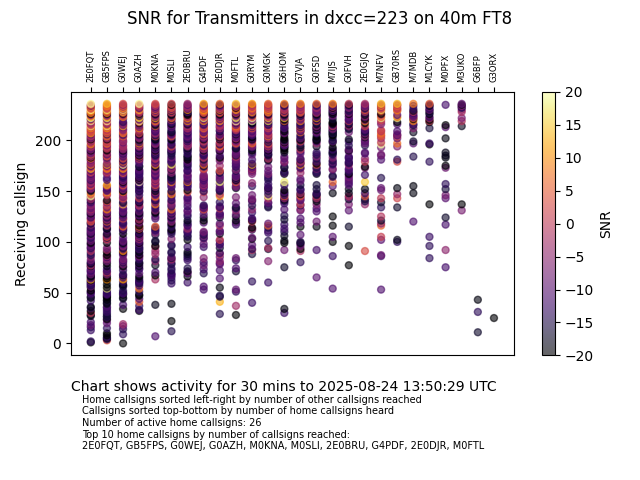 SNR for Transmitters in dxcc=223 on 40m FT8
2E0FQT GB5FPS G0WEJ G0AZH M0KNA M0SLI 2E0BRU G4PDF 2E0DJR M0FTL G0RYM G0MGK G6HOM G7VJA G0FSD M7IJS G0FVH 2E0GJQ M7NFV GB70RS M7MDB M1CYK M0PFX M3UKO G6BFP G3ORX
Receiving callsign
200
150
100
50
0
20
15
10
5
0
−5
−10
−15
−20
SNR
Chart shows activity for 30 mins to 2025-08-24 13:50:29 UTC
Home callsigns sorted left-right by number of other callsigns reached
Callsigns sorted top-bottom by number of home callsigns heard
Number of active home callsigns: 26
Top 10 home callsigns by number of callsigns reached:
2E0FQT, GB5FPS, G0WEJ, G0AZH, M0KNA, M0SLI, 2E0BRU, G4PDF, 2E0DJR, M0FTL